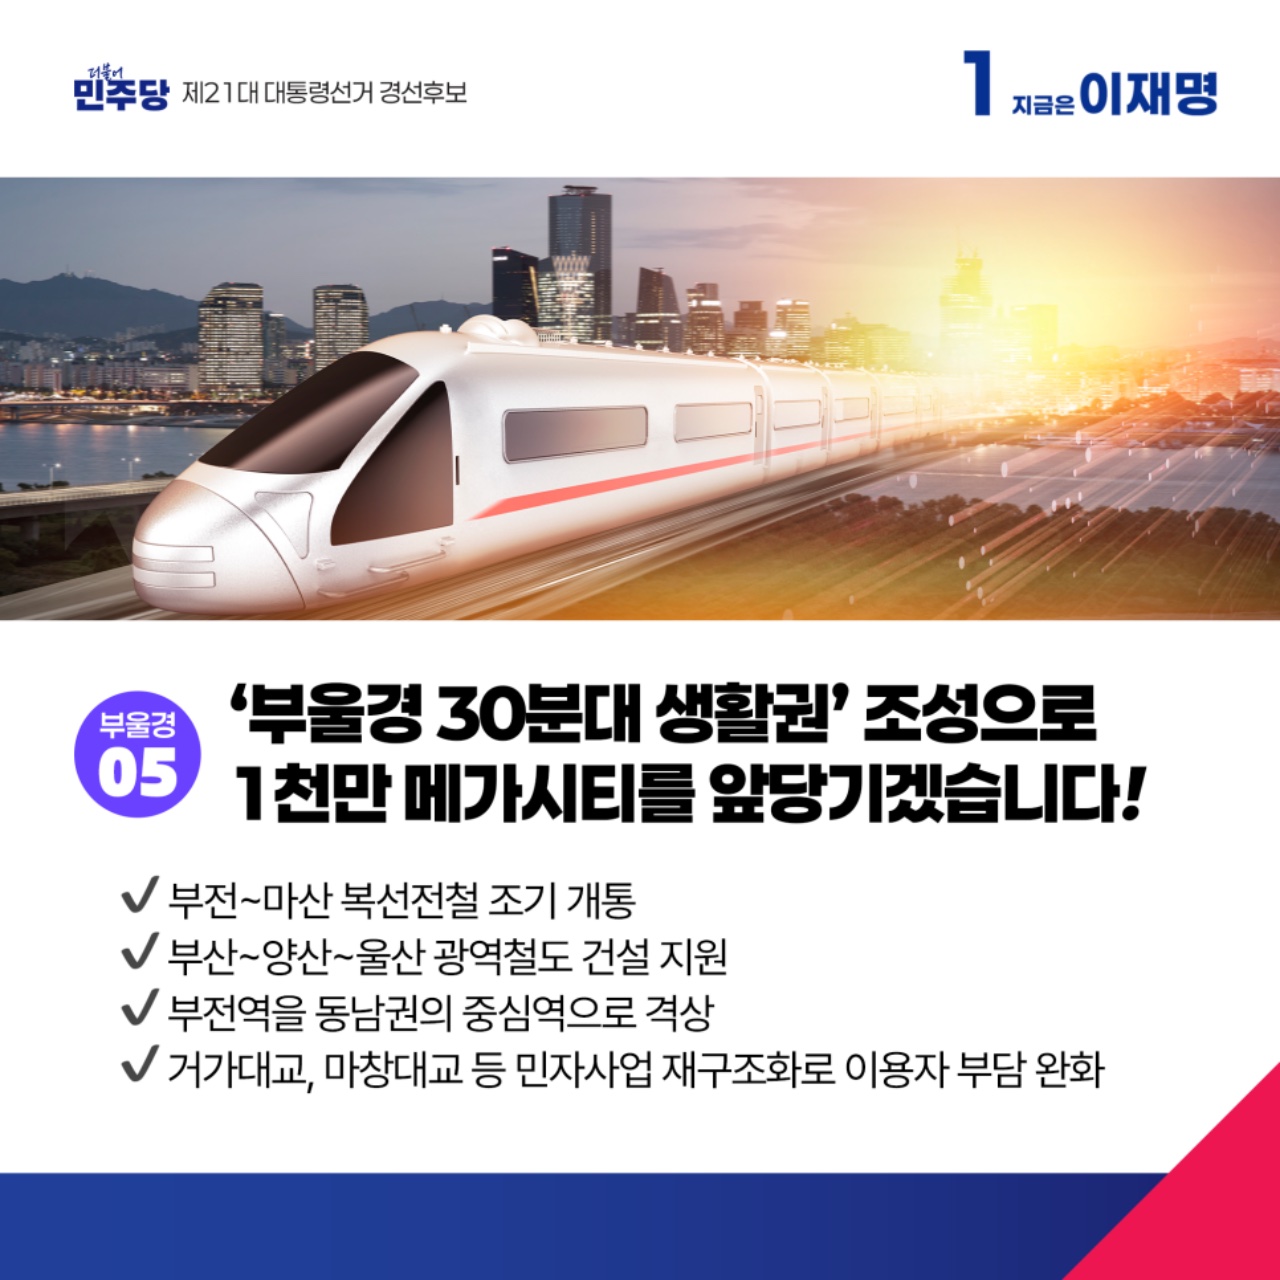 더불어
민주당 제21대 대통령선거 경선후보
1 지금은 이재명
부울경
05
‘부울경 30분대 생활권’ 조성으로
1천만 메가시티를 앞당기겠습니다!
✔ 부전~마산 복선전철 조기 개통
✔ 부산~양산~울산 광역철도 건설 지원
✔ 부전역을 동남권의 중심역으로 격상
✔ 거가대교, 마창대교 등 민자사업 재구조화로 이용자 부담 완화